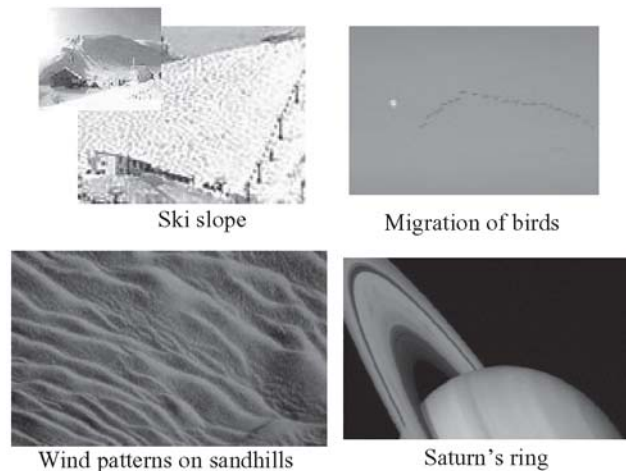 Ski slope
Migration of birds
Wind patterns on sandhills
Saturn's ring